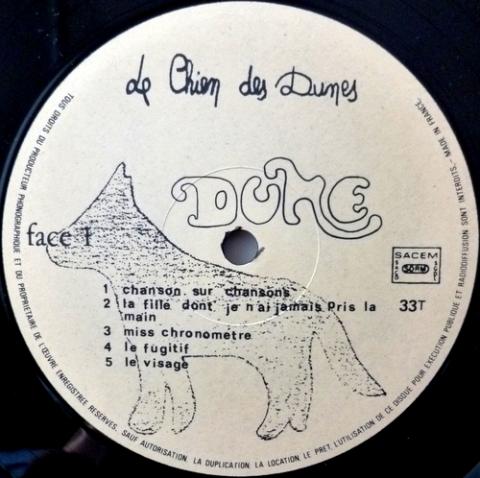 Le Chien des Dunes
DUNE
face 1
SACEM
SDRM
33T
1 chanson sur chansons
2 la fille dont je n ai jamais Pris la
main
3 miss chronometre
4 le fugitif
5 le visage
TOUS DROITS DU PRODUCTEUR PHONOGRAPHIQUE ET DU PROPRIETAIRE DE L'ŒUVRE ENREGISTREE RESERVES. SAUF AUTORISATION, LA DUPLICATION, LA LOCATION, LE PRET, L'UTILISATION DE CE DISQUE POUR EXECUTION PUBLIQUE ET RADIODIFFUSION SONT INTERDITS. - MADE IN FRANCE.